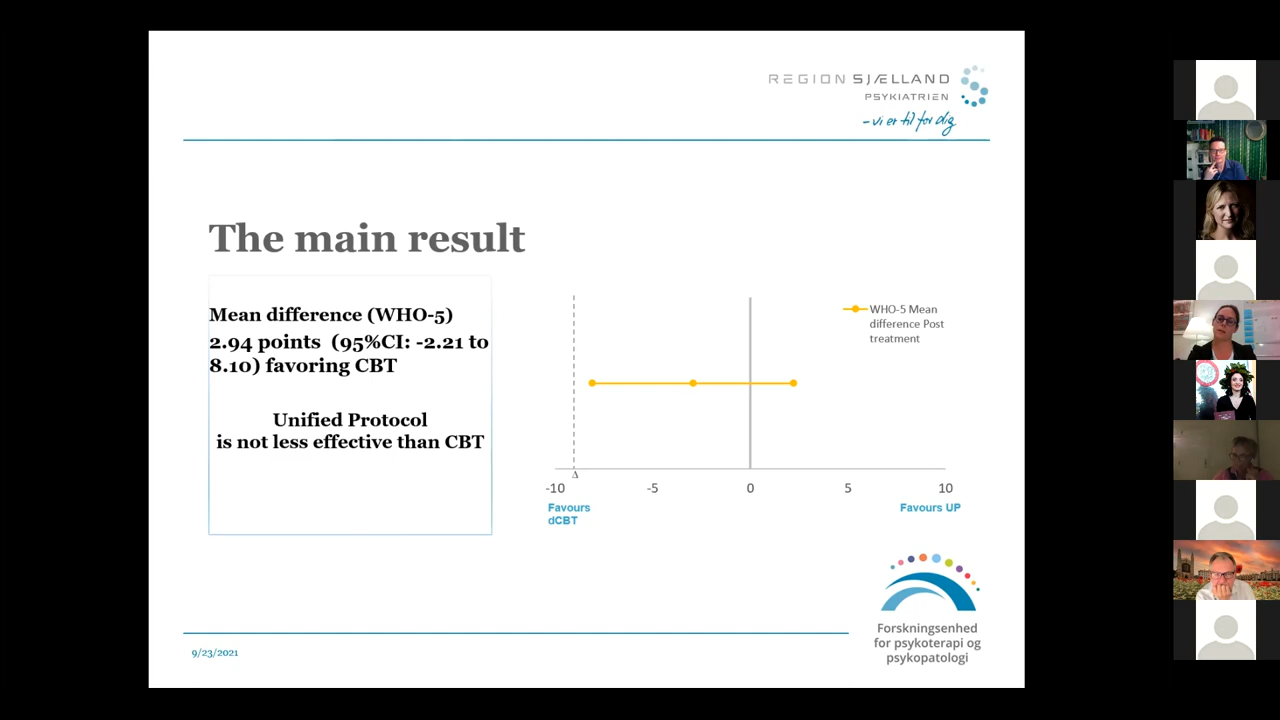 REGION SJÆLLAND
PSYKIATRIEN
- vi er til for dig
The main result
Mean difference (WHO-5)
2.94 points (95%CI: -2.21 to
8.10) favoring CBT
Unified Protocol
is not less effective than CBT
WHO-5 Mean
difference Post
treatment
Δ
-10
-5
0
5
10
Favours
dCBT
Favours UP
Forskningsenhed
for psykoterapi og
psykopatologi
9/23/2021